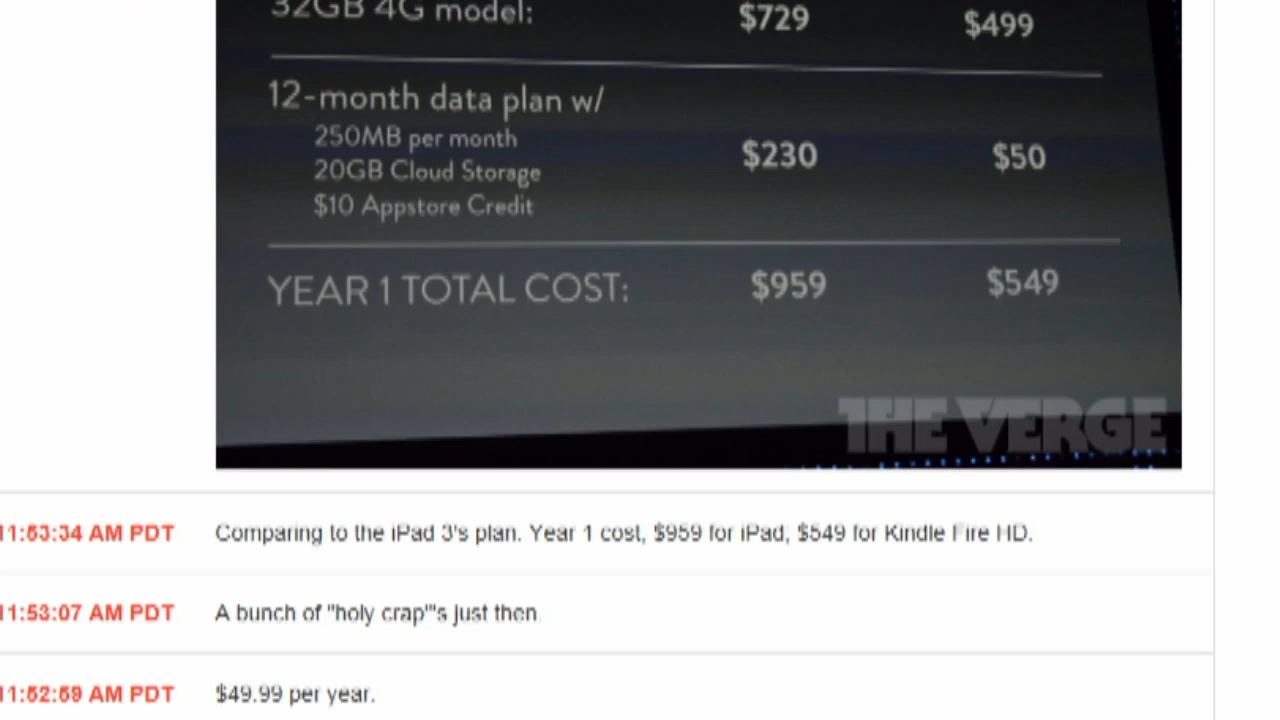 32GB 4G model: $729 $499
12-month data plan w/
250MB per month
20GB Cloud Storage $230 $50
$10 Appstore Credit
YEAR 1 TOTAL COST: $959 $549
THE VERGE
11:53:34 AM PDT Comparing to the iPad 3's plan. Year 1 cost, $959 for iPad, $549 for Kindle Fire HD.
11:53:07 AM PDT A bunch of "holy crap"'s just then.
11:52:59 AM PDT $49.99 per year.